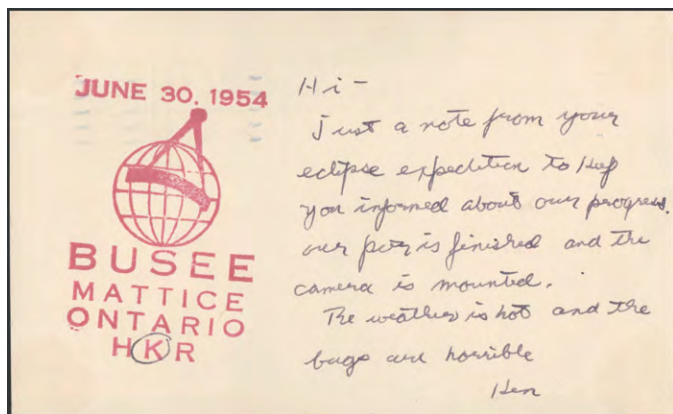 JUNE 30. 1954
BUSEE
MATTICE
ONTARIO
HKR
Hi -
Just a note from your
eclipse expedition to keep
you informed about our progress.
our is finished and the
camera is mounted.
The weather is hot and the
bugs are horrible